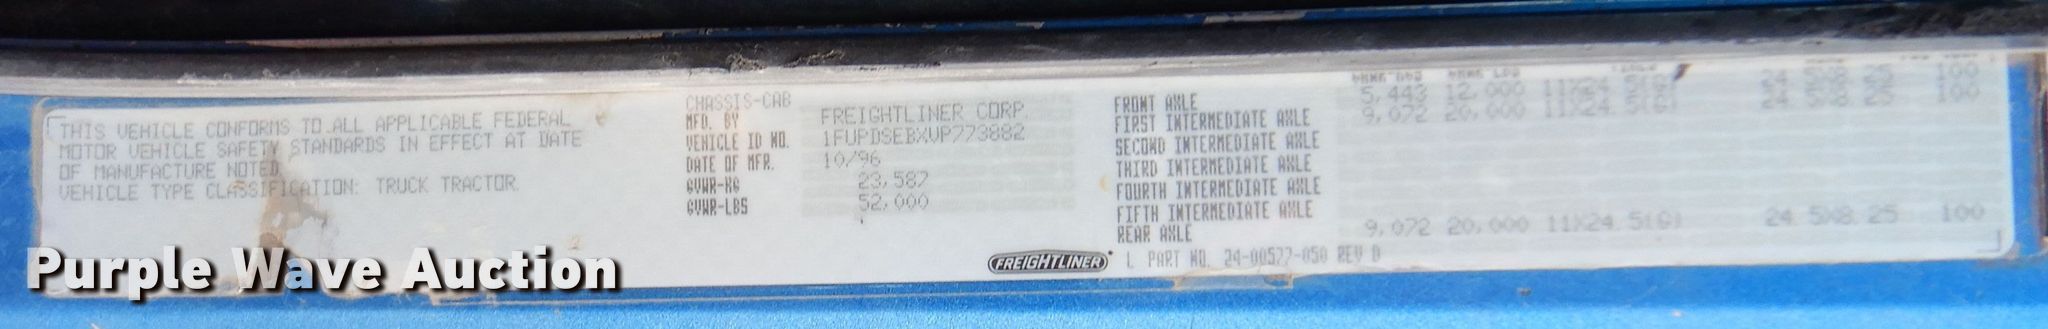 THIS VEHICLE CONFORMS TO ALL APPLICABLE FEDERAL
MOTOR VEHICLE SAFETY STANDARDS IN EFFECT AT DATE
OF MANUFACTURE NOTED
VEHICLE TYPE CLASSIFICATION: TRUCK TRACTOR
CHASSIS-CAB
MFD. BY FREIGHTLINER CORP.
VEHICLE ID NO. 1FUPDSEBXVP773882
DATE OF MFR. 10/96
GVWR-KG 23,587
GVWR-LBS 52,000
FRONT AXLE 5,443 12,000 11X24.5(G) 24.5X8.25 100
FIRST INTERMEDIATE AXLE 9,072 20,000 11X24.5(G) 24.5X8.25 100
SECOND INTERMEDIATE AXLE
THIRD INTERMEDIATE AXLE
FOURTH INTERMEDIATE AXLE
FIFTH INTERMEDIATE AXLE
REAR AXLE 9,072 20,000 11X24.5(G) 24.5X8.25 100
FREIGHTLINER L PART NO. 24-00577-050 REV D
Purple Wave Auction